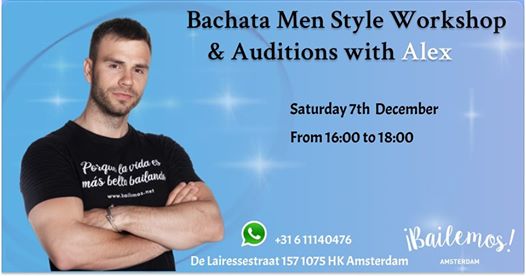 Bachata Men Style Workshop
& Auditions with Alex
Saturday 7th December
From 16:00 to 18:00
Porque la vida es
más bella bailando
www.bailemos.net
+31 6 11140476
De Lairessestraat 157 1075 HK Amsterdam
¡Bailemos!
AMSTERDAM